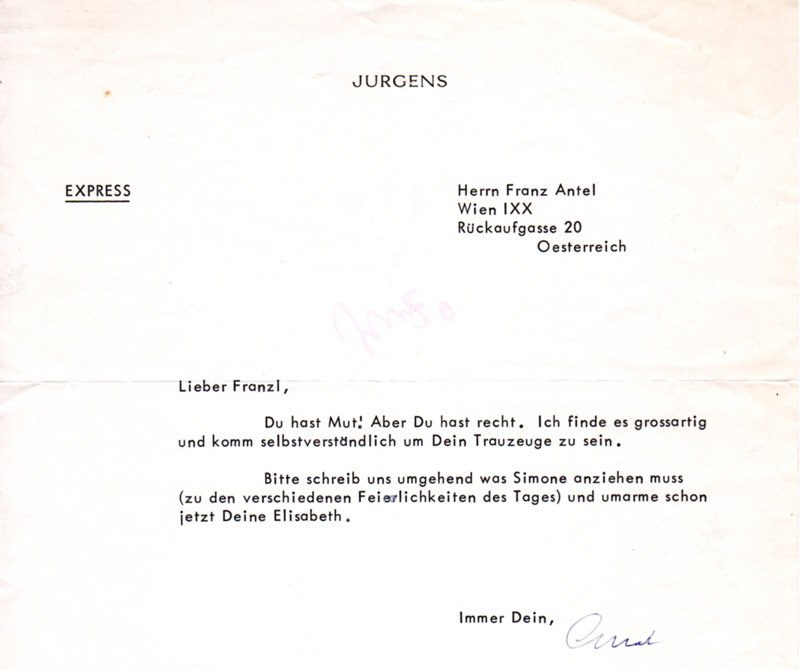 JURGENS
EXPRESS
Herrn Franz Antel
Wien IXX
Rückaufgasse 20
Oesterreich
Lieber Franzl,
Du hast Mut! Aber Du hast recht. Ich finde es grossartig
und komm selbstverständlich um Dein Trauzeuge zu sein.
Bitte schreib uns umgehend was Simone anziehen muss
(zu den verschiedenen Feierlichkeiten des Tages) und umarme schon
jetzt Deine Elisabeth.
Immer Dein,